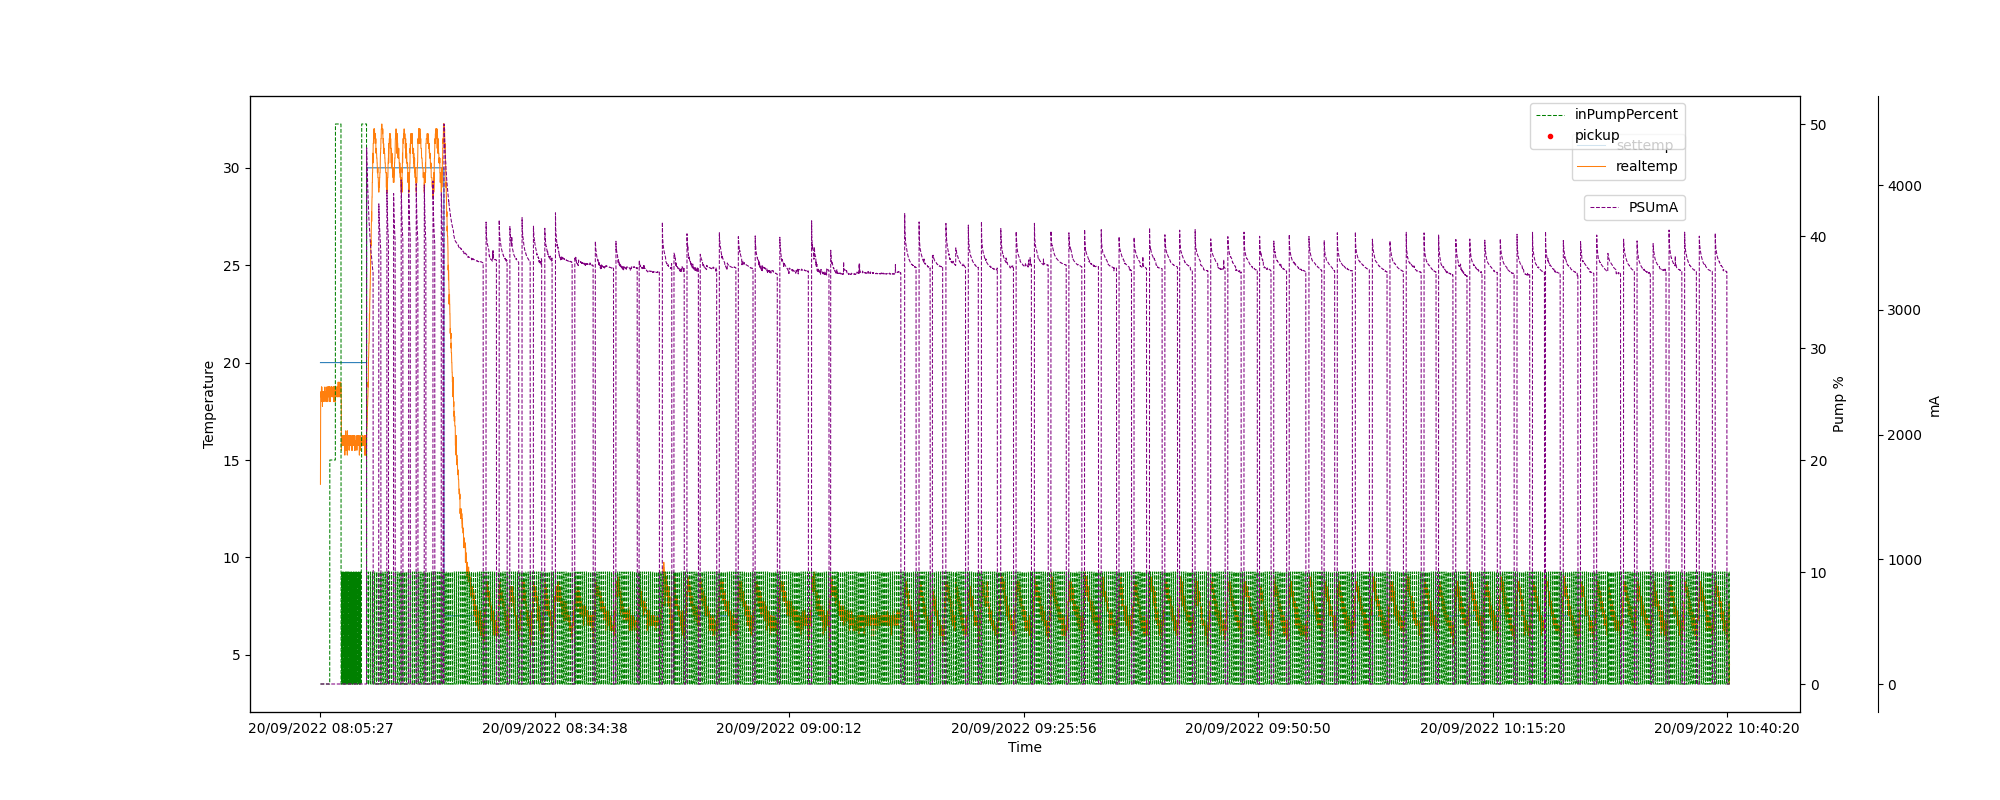 inPumpPercent
pickup
settemp
realtemp
PSUmA
Temperature
30
25
20
15
10
5
50
40
30
20
10
0
Pump %
4000
3000
2000
1000
0
mA
20/09/2022 08:05:27
20/09/2022 08:34:38
20/09/2022 09:00:12
20/09/2022 09:25:56
20/09/2022 09:50:50
20/09/2022 10:15:20
20/09/2022 10:40:20
Time